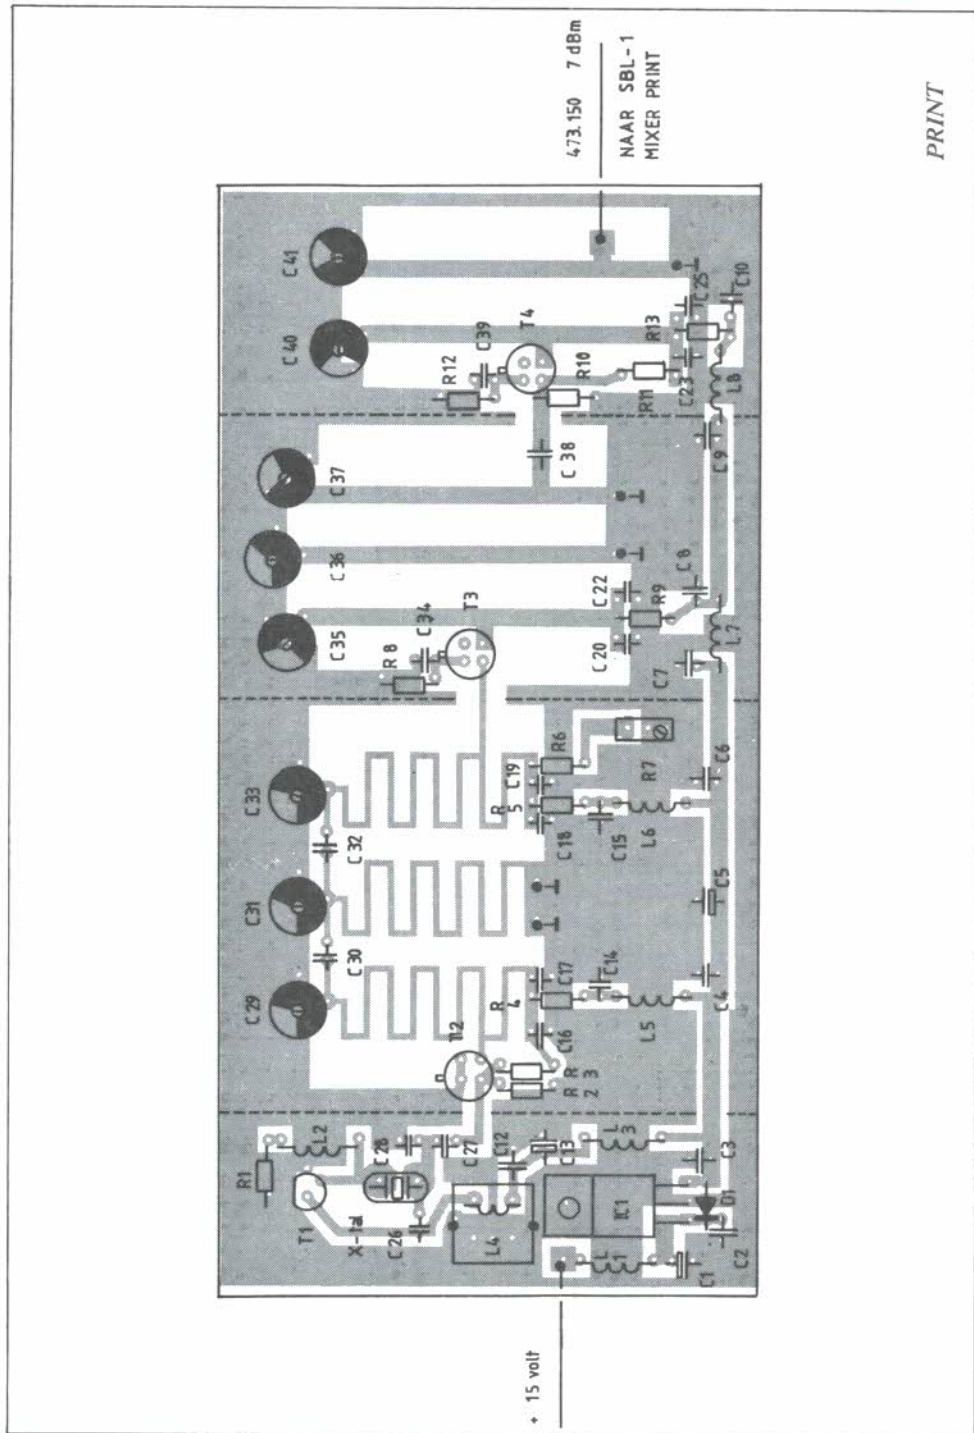 473.150 7 dBm
NAAR SBL-1
MIXER PRINT
PRINT
+ 15 volt
C41
C40
C37
C36
C35
C33
C31
C29
C32
C30
R12
C39
T4
R10
R11
R13
C25
C23
C10
L8
C9
C38
R8
C34
T3
C22
C20
R9
C8
L7
C7
C19
R6
R5
C18
C15
R7
L6
C6
C5
C17
C14
R4
C16
L5
C4
T2
R3
R2
R1
L2
T1
X-tal
C28
C27
C26
C12
C13
L4
L3
IC1
C3
D1
L1
C1
C2